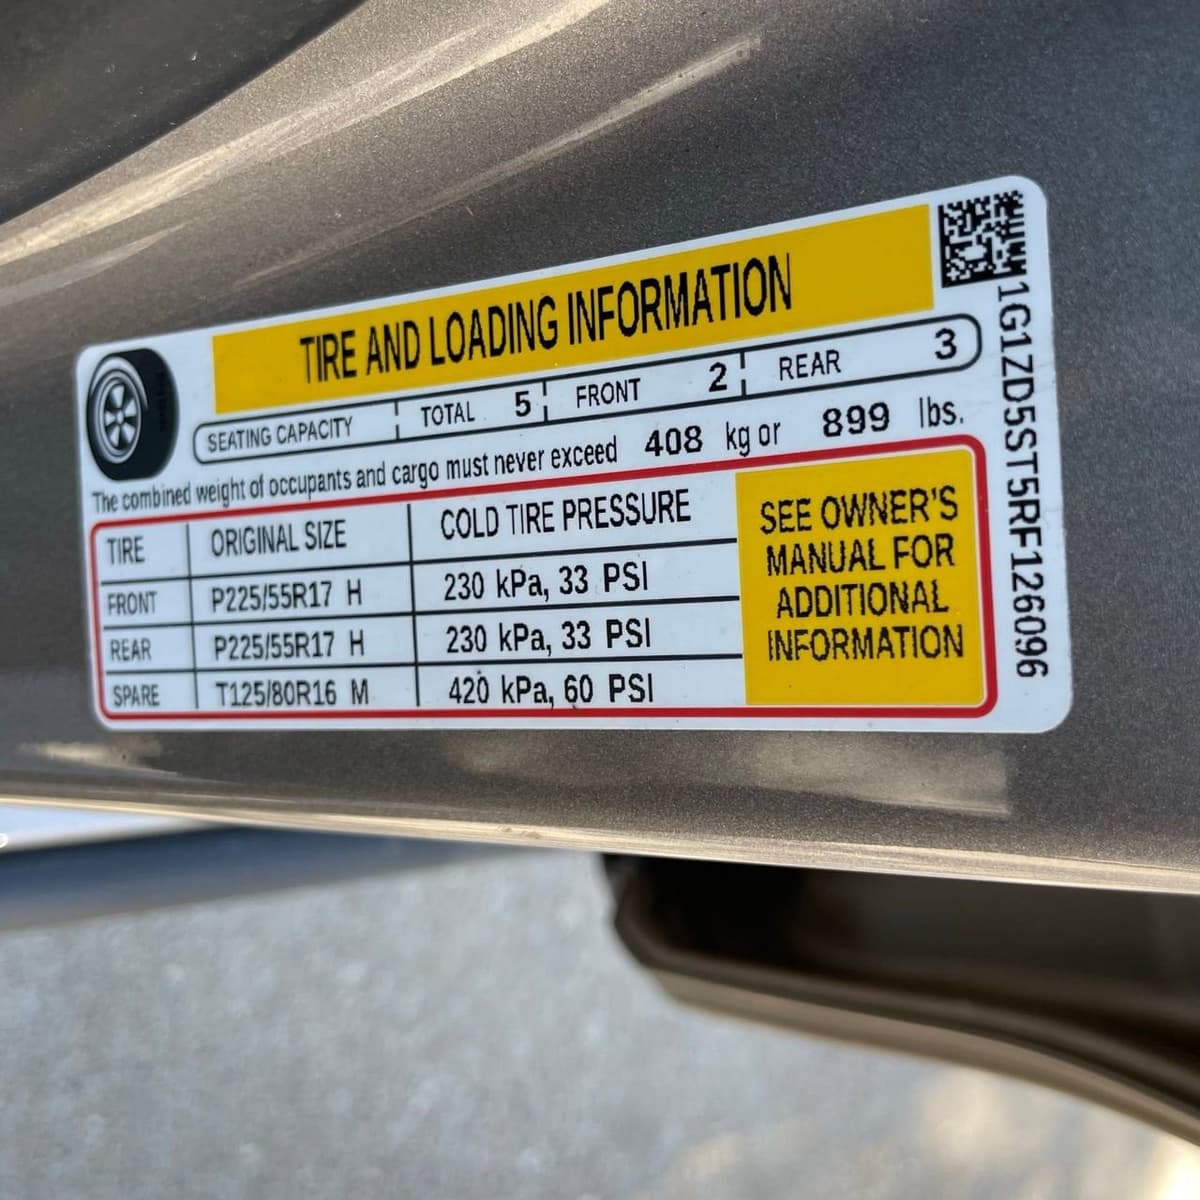 TIRE AND LOADING INFORMATION
SEATING CAPACITY TOTAL 5 FRONT 2 REAR 3
The combined weight of occupants and cargo must never exceed 408 kg or 899 lbs.
TIRE ORIGINAL SIZE COLD TIRE PRESSURE
FRONT P225/55R17 H 230 kPa, 33 PSI
REAR P225/55R17 H 230 kPa, 33 PSI
SPARE T125/80R16 M 420 kPa, 60 PSI
SEE OWNER'S
MANUAL FOR
ADDITIONAL
INFORMATION
1G1ZD5ST5RF126096